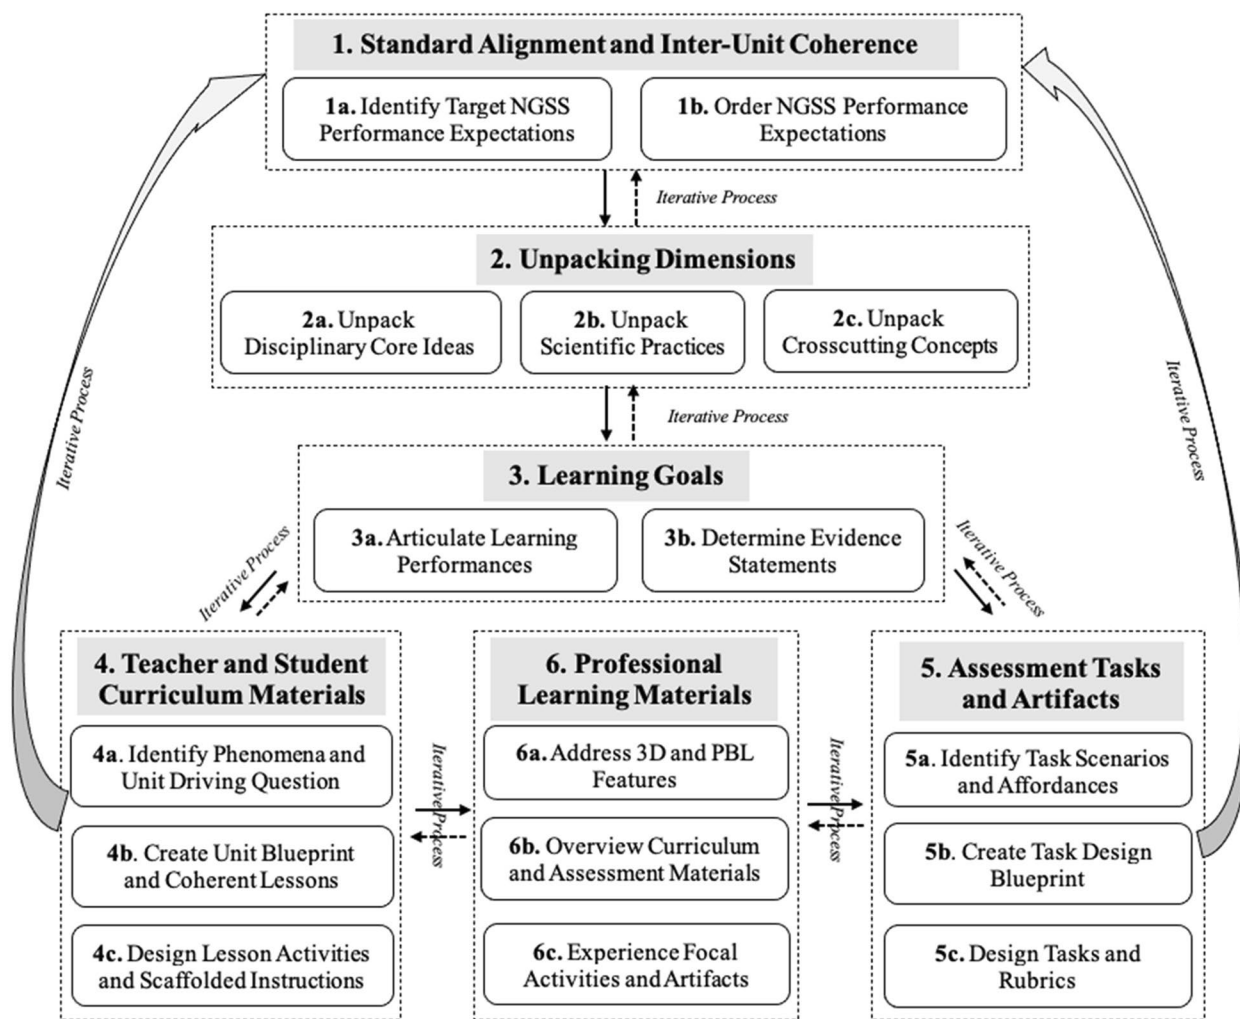 1. Standard Alignment and Inter-Unit Coherence
1a. Identify Target NGSS
Performance Expectations
1b. Order NGSS Performance
Expectations
Iterative Process
2. Unpacking Dimensions
2a. Unpack
Disciplinary Core Ideas
2b. Unpack
Scientific Practices
2c. Unpack
Crosscutting Concepts
Iterative Process
Iterative Process
Iterative Process
3. Learning Goals
3a. Articulate Learning
Performances
3b. Determine Evidence
Statements
Iterative Process
Iterative Process
4. Teacher and Student
Curriculum Materials
4a. Identify Phenomena and
Unit Driving Question
4b. Create Unit Blueprint
and Coherent Lessons
4c. Design Lesson Activities
and Scaffolded Instructions
Iterative Process
6. Professional
Learning Materials
6a. Address 3D and PBL
Features
6b. Overview Curriculum
and Assessment Materials
6c. Experience Focal
Activities and Artifacts
Iterative Process
5. Assessment Tasks
and Artifacts
5a. Identify Task Scenarios
and Affordances
5b. Create Task Design
Blueprint
5c. Design Tasks and
Rubrics